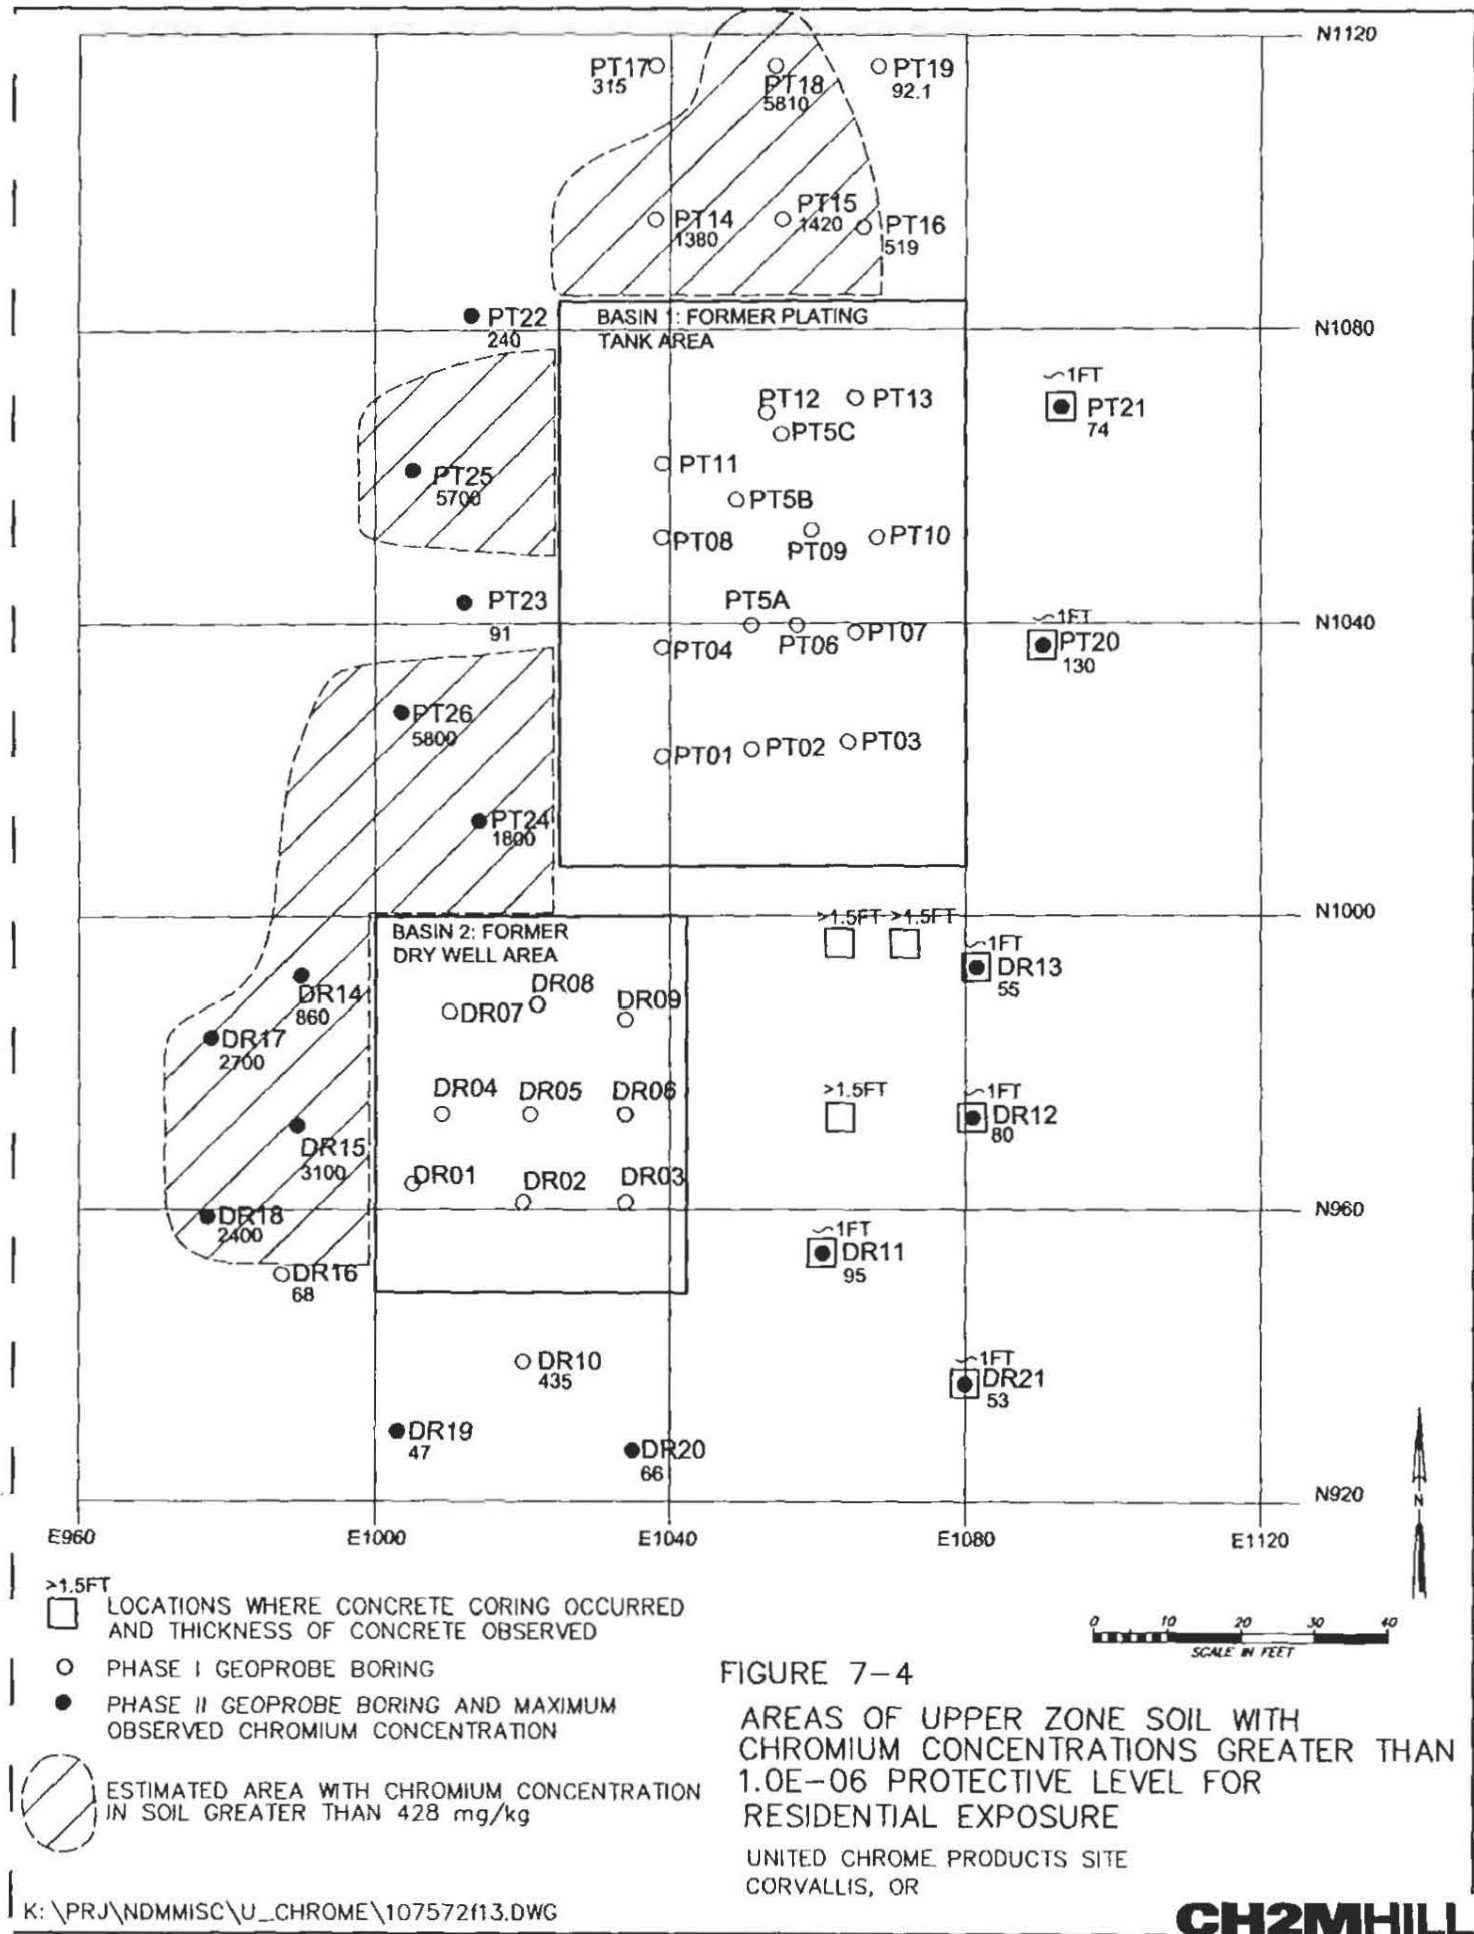 N1120
PT17
315
PT18
5810
PT19
92.1
PT14
1380
PT15
1420
PT16
519
PT22
240
BASIN 1: FORMER PLATING
TANK AREA
N1080
~1FT
PT21
74
PT12
PT13
PT5C
PT11
PT25
5700
PT5B
PT08
PT09
PT10
PT23
91
PT5A
N1040
~1FT
PT20
130
PT04
PT06
PT07
PT26
5800
PT01
PT02
PT03
PT24
1800
N1000
>1.5FT
>1.5FT
BASIN 2: FORMER
DRY WELL AREA
~1FT
DR13
55
DR14
860
DR08
DR07
DR09
DR17
2700
DR04
DR05
DR06
>1.5FT
~1FT
DR12
80
DR15
3100
DR01
DR02
DR03
N960
DR18
2400
~1FT
DR11
95
DR16
68
DR10
435
~1FT
DR21
53
DR19
47
DR20
66
N920
N
E960
E1000
E1040
E1080
E1120
>1.5FT
LOCATIONS WHERE CONCRETE CORING OCCURRED
AND THICKNESS OF CONCRETE OBSERVED
PHASE I GEOPROBE BORING
PHASE II GEOPROBE BORING AND MAXIMUM
OBSERVED CHROMIUM CONCENTRATION
ESTIMATED AREA WITH CHROMIUM CONCENTRATION
IN SOIL GREATER THAN 428 mg/kg
0 10 20 30 40
SCALE IN FEET
FIGURE 7-4
AREAS OF UPPER ZONE SOIL WITH
CHROMIUM CONCENTRATIONS GREATER THAN
1.0E-06 PROTECTIVE LEVEL FOR
RESIDENTIAL EXPOSURE
UNITED CHROME PRODUCTS SITE
CORVALLIS, OR
K:\PRJ\NDMMISC\U_CHROME\107572f13.DWG
CH2MHILL